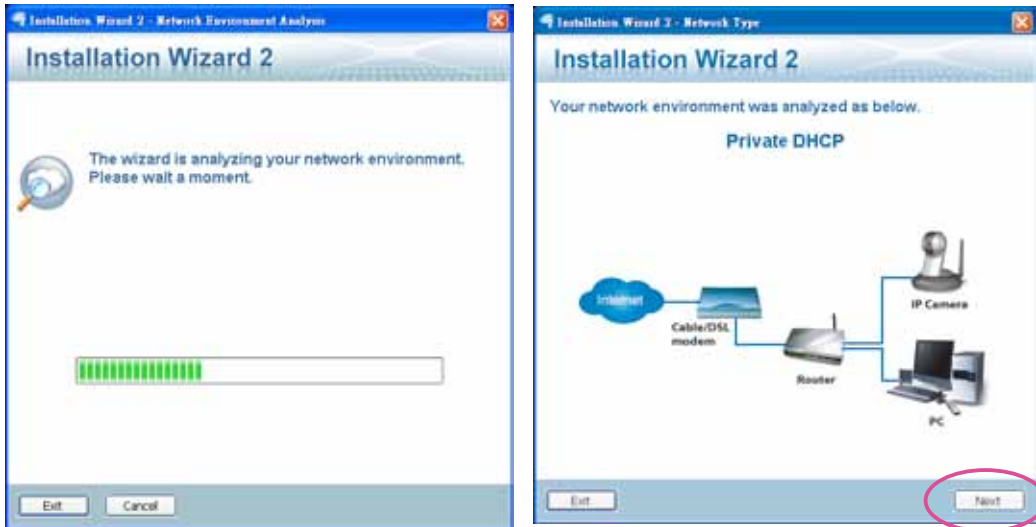 Installation Wizard 2 - Network Environment Analysis
Installation Wizard 2
The wizard is analyzing your network environment.
Please wait a moment.
Exit
Cancel
Installation Wizard 2 - Network Type
Installation Wizard 2
Your network environment was analyzed as below.
Private DHCP
Internet
Cable/DSL
modem
Router
IP Camera
PC
Exit
Next